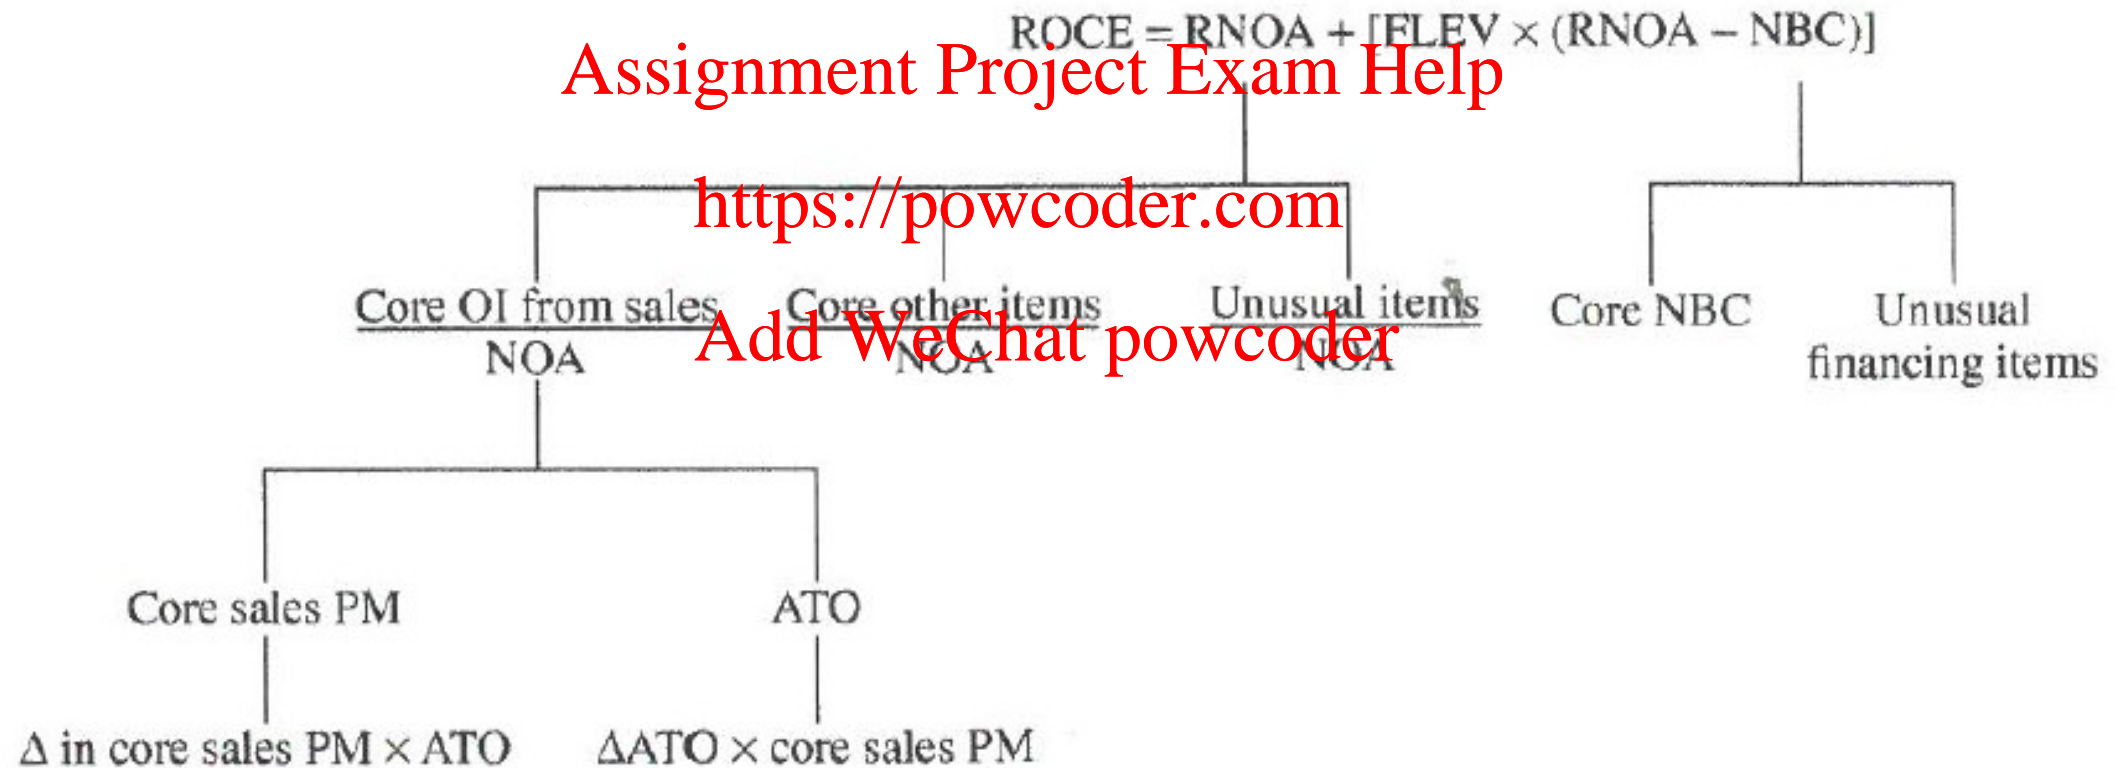 ROCE = RNOA + [FLEV × (RNOA – NBC)]
Assignment Project Exam Help
https://powcoder.com
Core OI from sales Core other items Unusual items Core NBC Unusual
Add WeChat powcoder
NOA NOA NOA financing items
Core sales PM ATO
Δ in core sales PM × ATO ΔATO × core sales PM